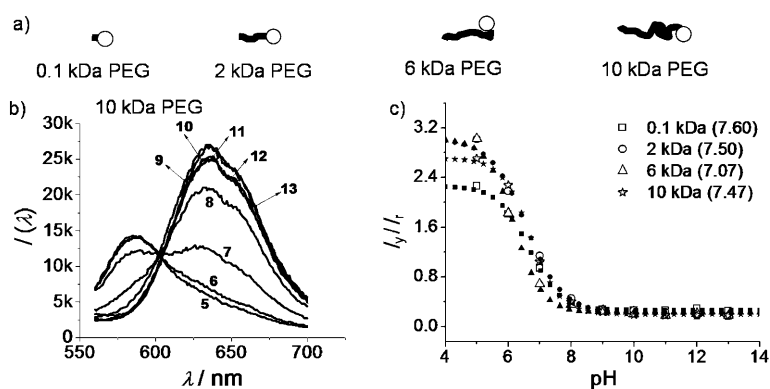 a)
0.1 kDa PEG
2 kDa PEG
6 kDa PEG
10 kDa PEG
b)
10 kDa PEG
30k
25k
20k
15k
10k
5k
0
I (λ)
550
600
650
700
λ / nm
9
10
11
12
13
8
7
6
5
c)
3.2
2.4
1.6
0.8
0.0
Iy / Ir
4
6
8
10
12
14
pH
0.1 kDa (7.60)
2 kDa (7.50)
6 kDa (7.07)
10 kDa (7.47)